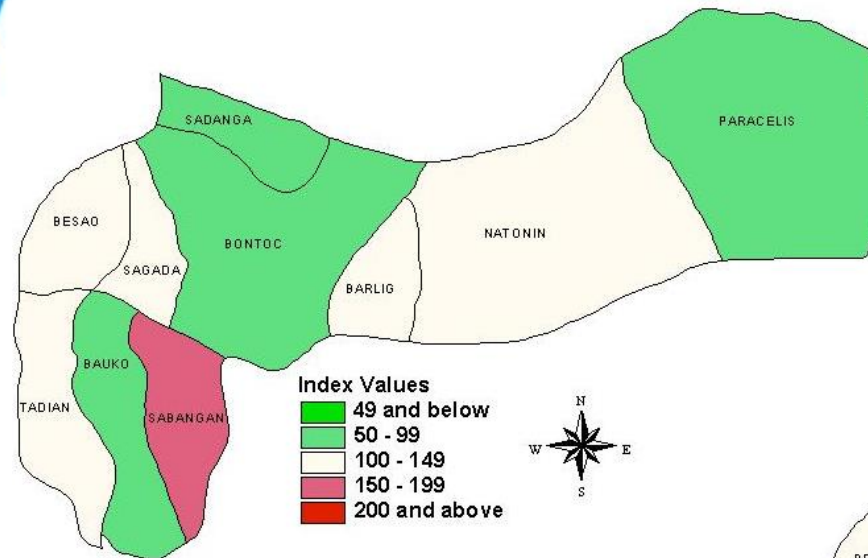 SADANGA
PARACELIS
BESAO
BONTOC
NATONIN
SAGADA
BARLIG
BAUKO
TADIAN
SABANGAN
Index Values
49 and below
50 - 99
100 - 149
150 - 199
200 and above
N
W E
S